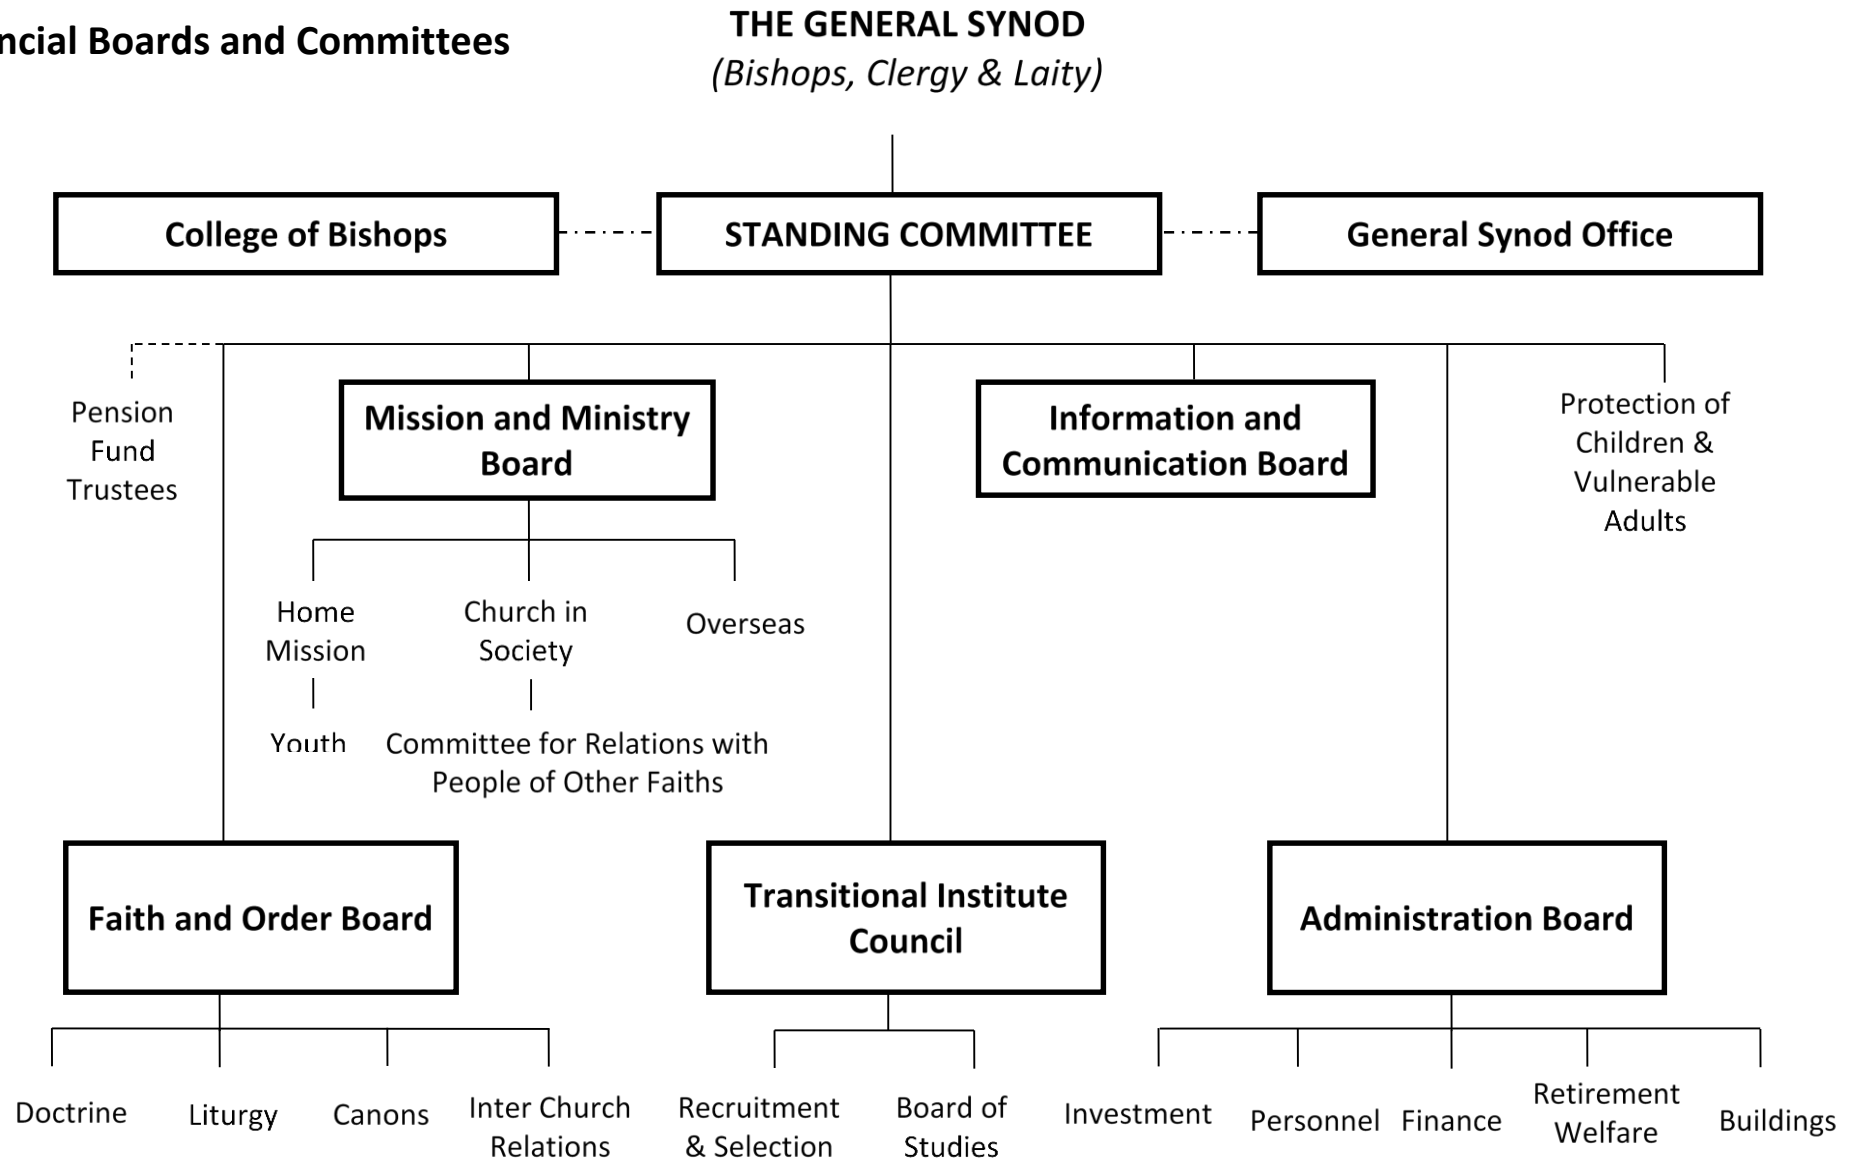 ncial Boards and Committees
THE GENERAL SYNOD
(Bishops, Clergy & Laity)
College of Bishops
STANDING COMMITTEE
General Synod Office
Pension
Fund
Trustees
Mission and Ministry
Board
Information and
Communication Board
Protection of
Children &
Vulnerable
Adults
Home
Mission
Church in
Society
Overseas
Youth
Committee for Relations with
People of Other Faiths
Faith and Order Board
Transitional Institute
Council
Administration Board
Doctrine
Liturgy
Canons
Inter Church
Relations
Recruitment
& Selection
Board of
Studies
Investment
Personnel
Finance
Retirement
Welfare
Buildings